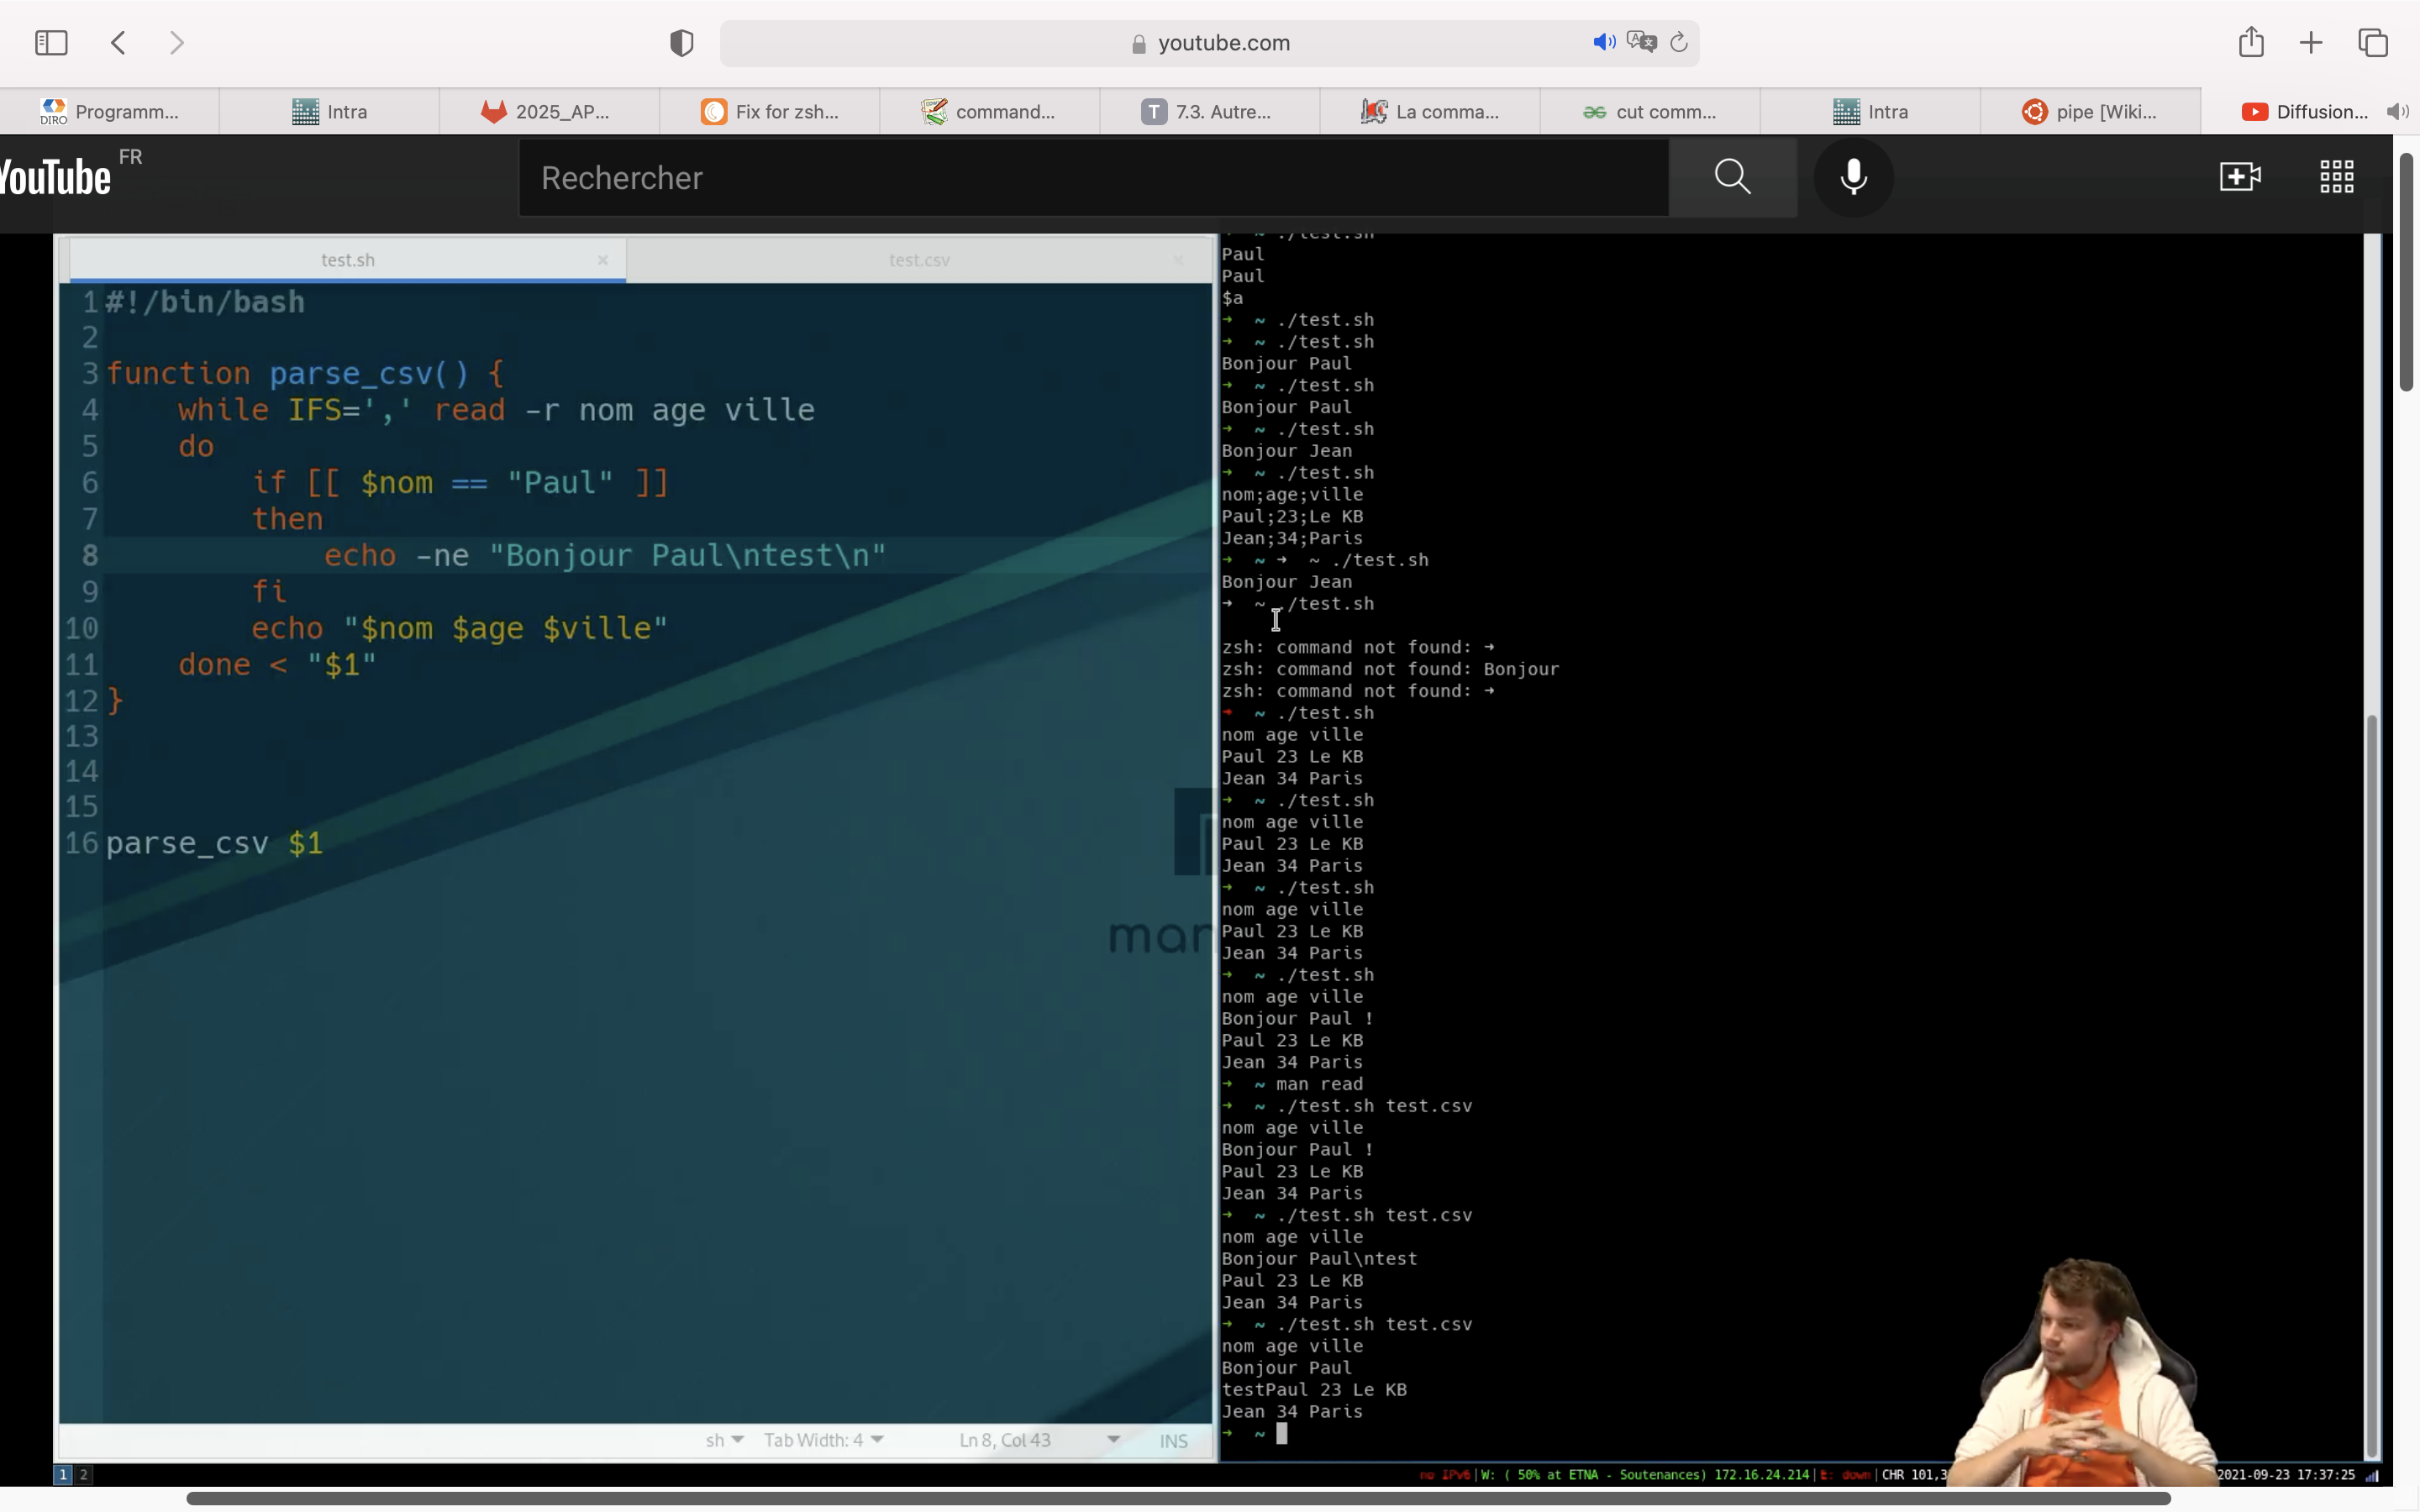 youtube.com
Programm...
Intra
2025_AP...
Fix for zsh...
command...
7.3. Autre...
La comma...
cut comm...
Intra
pipe [Wiki...
Diffusion...
YouTube FR
Rechercher
test.sh
test.csv
1 #!/bin/bash
2
3 function parse_csv() {
4 while IFS=',' read -r nom age ville
5 do
6 if [[ $nom == "Paul" ]]
7 then
8 echo -ne "Bonjour Paul\ntest\n"
9 fi
10 echo "$nom $age $ville"
11 done < "$1"
12 }
13
14
15
16 parse_csv $1
man
sh Tab Width: 4 Ln 8, Col 43 INS
➜ ~ ./test.sh
Paul
Paul
$a
➜ ~ ./test.sh
➜ ~ ./test.sh
Bonjour Paul
➜ ~ ./test.sh
Bonjour Paul
➜ ~ ./test.sh
Bonjour Jean
➜ ~ ./test.sh
nom;age;ville
Paul;23;Le KB
Jean;34;Paris
➜ ~ ➜ ~ ./test.sh
Bonjour Jean
➜ ~ ./test.sh
zsh: command not found: ➜
zsh: command not found: Bonjour
zsh: command not found: ➜
➜ ~ ./test.sh
nom age ville
Paul 23 Le KB
Jean 34 Paris
➜ ~ ./test.sh
nom age ville
Paul 23 Le KB
Jean 34 Paris
➜ ~ ./test.sh
nom age ville
Paul 23 Le KB
Jean 34 Paris
➜ ~ ./test.sh
nom age ville
Bonjour Paul !
Paul 23 Le KB
Jean 34 Paris
➜ ~ man read
➜ ~ ./test.sh test.csv
nom age ville
Bonjour Paul !
Paul 23 Le KB
Jean 34 Paris
➜ ~ ./test.sh test.csv
nom age ville
Bonjour Paul\ntest
Paul 23 Le KB
Jean 34 Paris
➜ ~ ./test.sh test.csv
nom age ville
Bonjour Paul
testPaul 23 Le KB
Jean 34 Paris
➜ ~
1 2
no IPv6|W: ( 50% at ETNA - Soutenances) 172.16.24.214|E: down|CHR 101,3
2021-09-23 17:37:25